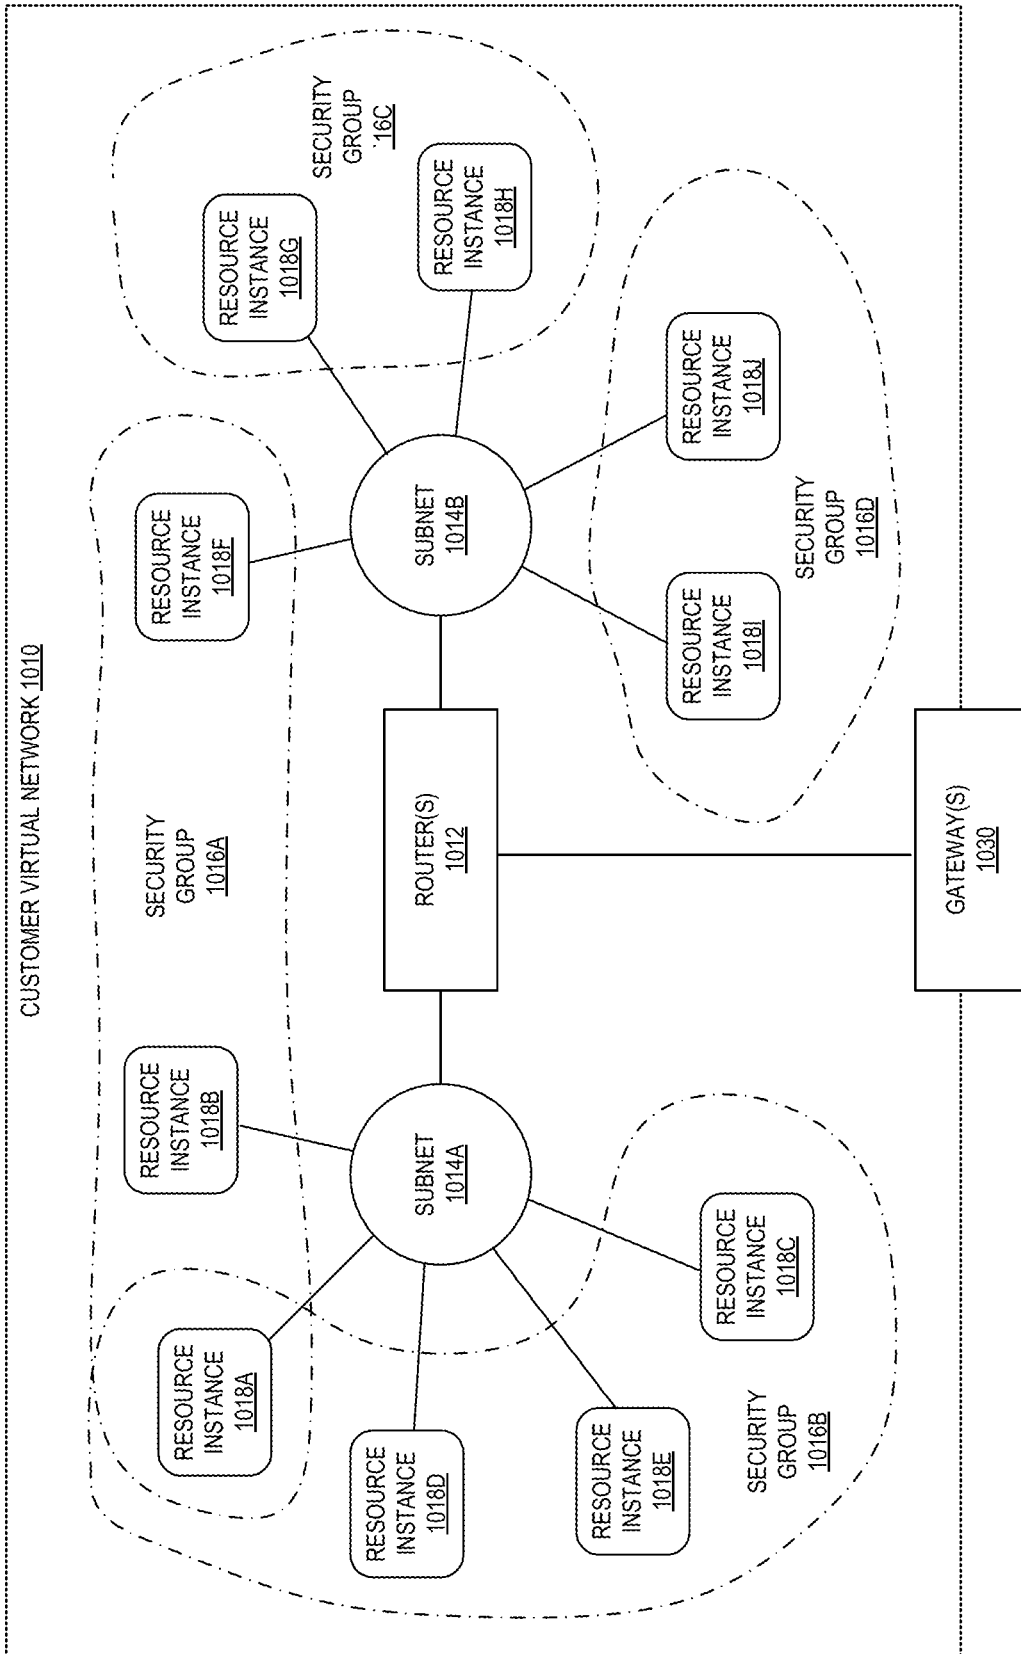 CUSTOMER VIRTUAL NETWORK 1010
RESOURCE
INSTANCE
1018A
RESOURCE
INSTANCE
1018B
SECURITY
GROUP
1016A
RESOURCE
INSTANCE
1018F
RESOURCE
INSTANCE
1018G
SECURITY
GROUP
'16C
RESOURCE
INSTANCE
1018D
SUBNET
1014A
ROUTER(S)
1012
SUBNET
1014B
RESOURCE
INSTANCE
1018H
RESOURCE
INSTANCE
1018E
RESOURCE
INSTANCE
1018C
RESOURCE
INSTANCE
1018I
RESOURCE
INSTANCE
1018J
SECURITY
GROUP
1016B
SECURITY
GROUP
1016D
GATEWAY(S)
1030